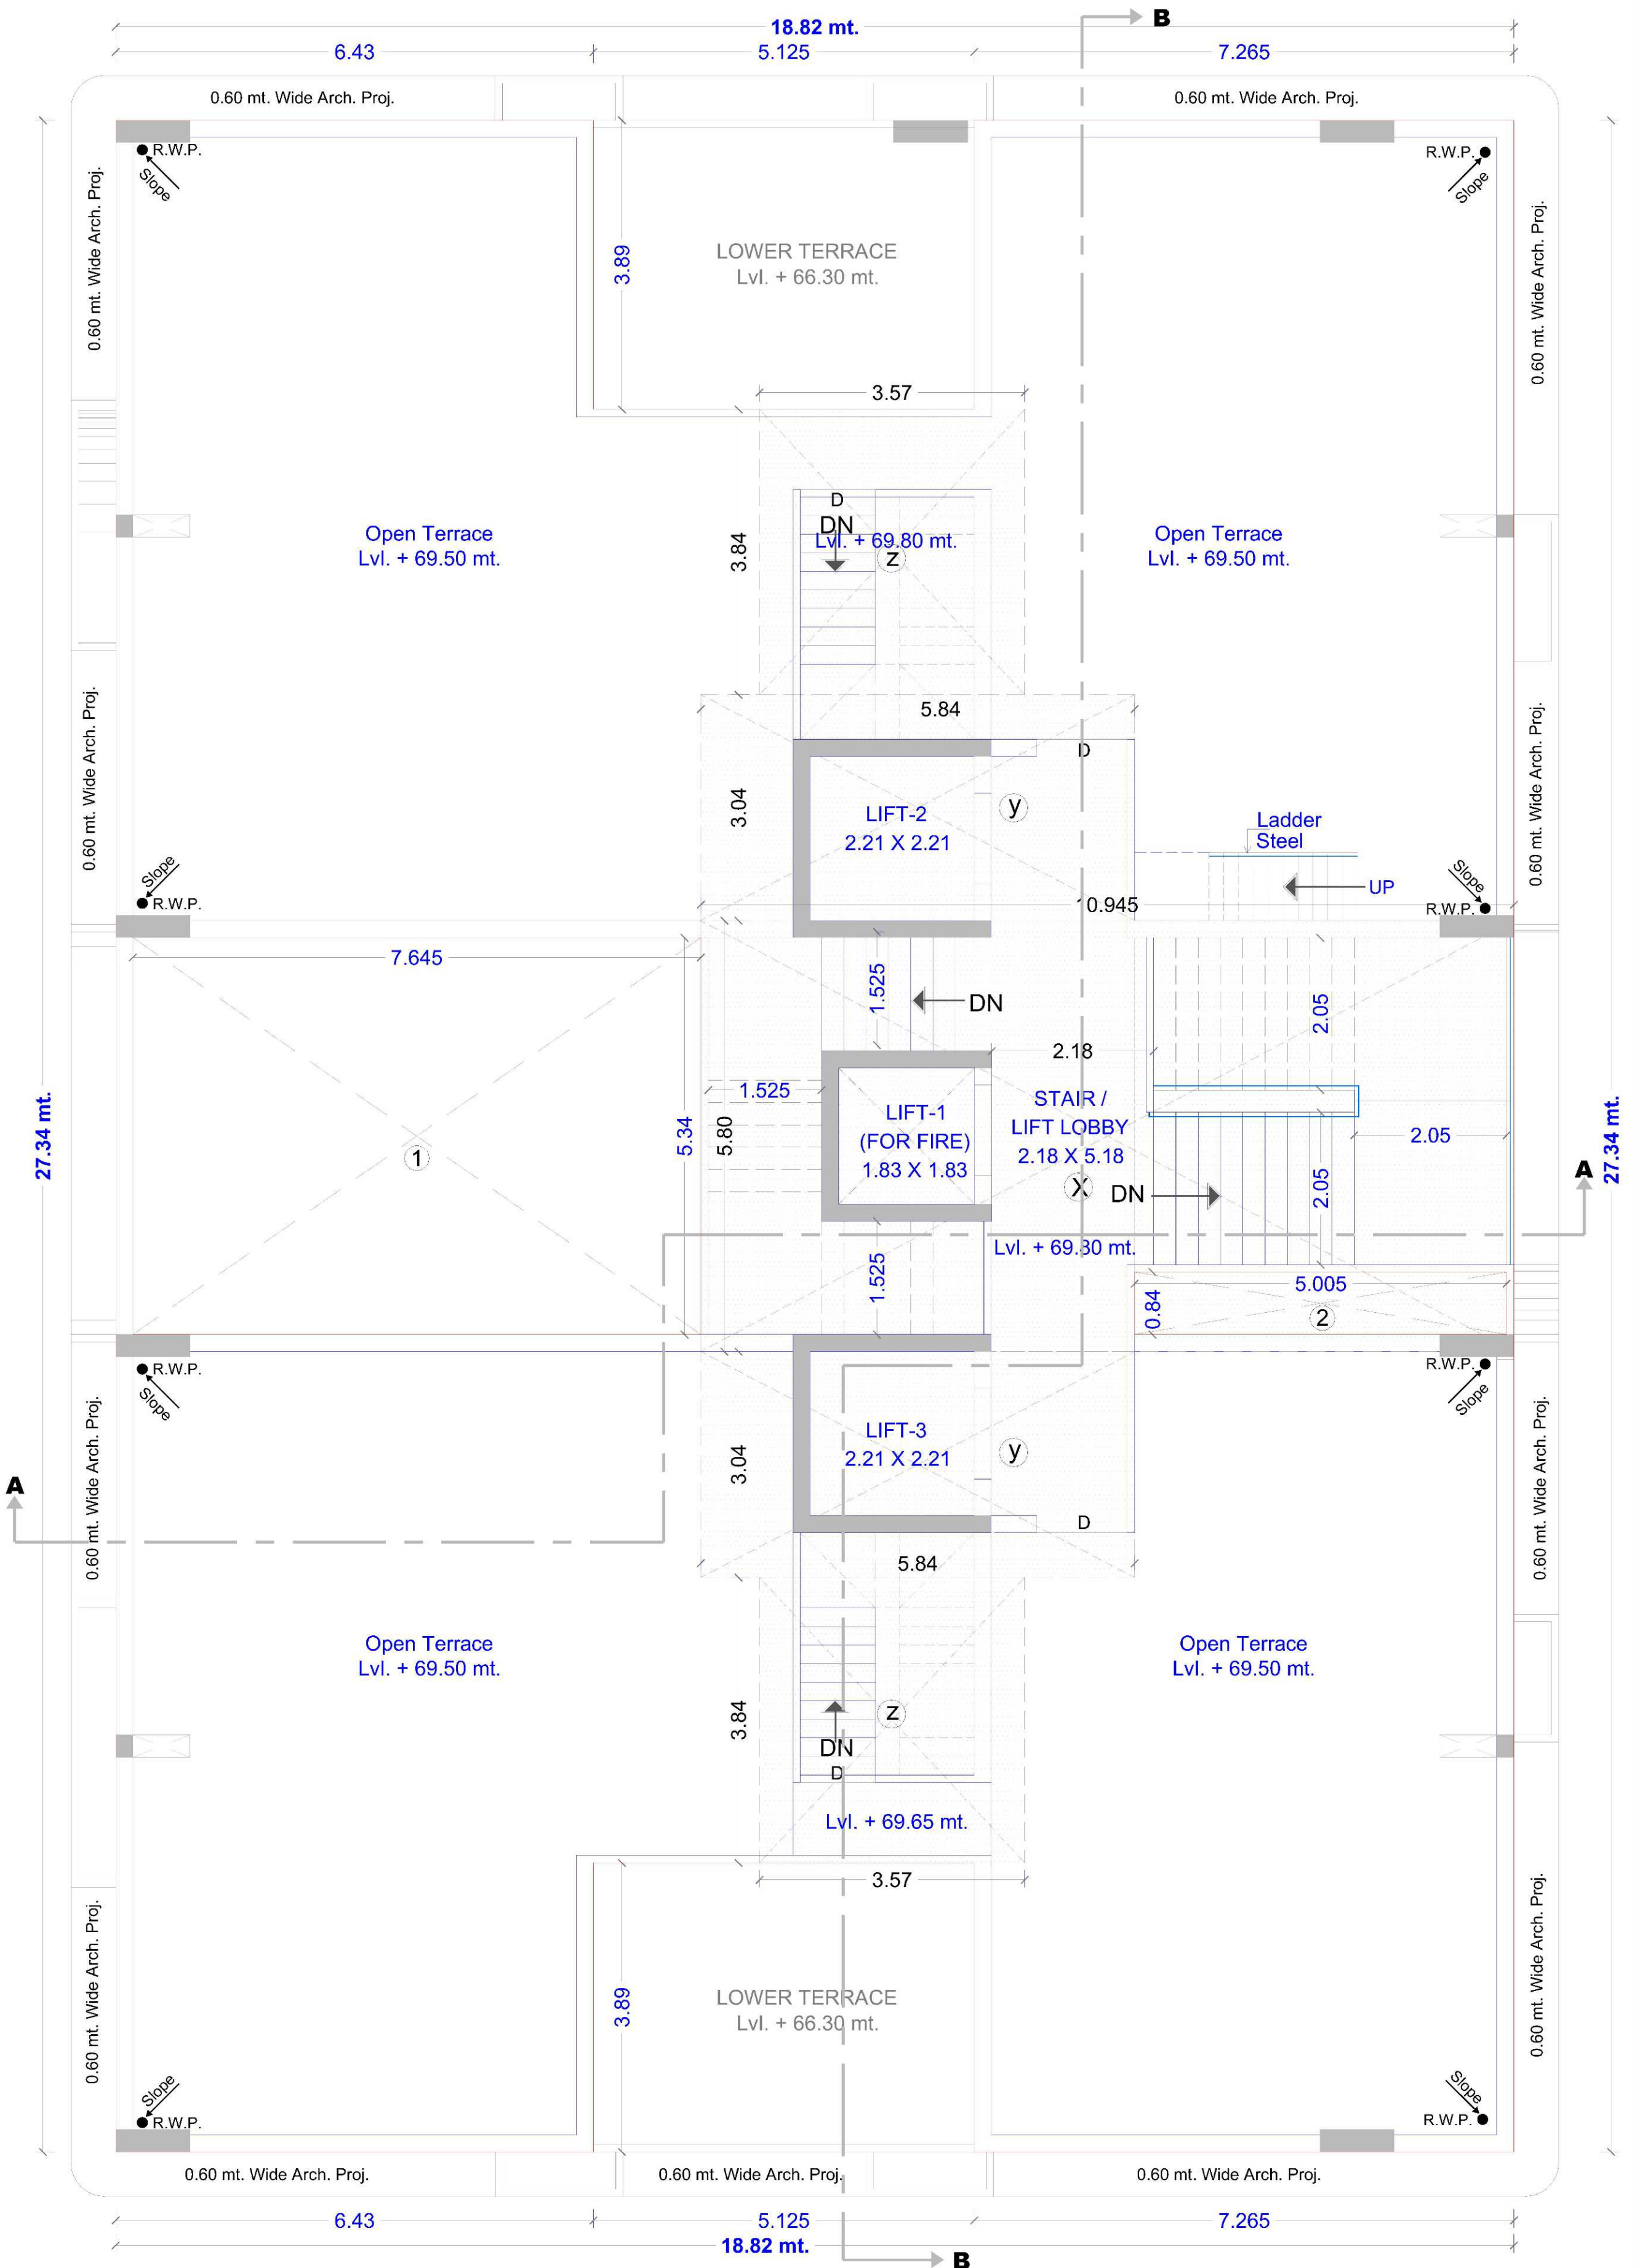 18.82 mt.
B
6.43
5.125
7.265
0.60 mt. Wide Arch. Proj.
0.60 mt. Wide Arch. Proj.
R.W.P.
Slope
R.W.P.
Slope
0.60 mt. Wide Arch. Proj.
0.60 mt. Wide Arch. Proj.
3.89
LOWER TERRACE
Lvl. + 66.30 mt.
3.57
D
DN
Lvl. + 69.80 mt.
z
3.84
Open Terrace
Lvl. + 69.50 mt.
Open Terrace
Lvl. + 69.50 mt.
5.84
D
0.60 mt. Wide Arch. Proj.
0.60 mt. Wide Arch. Proj.
3.04
LIFT-2
2.21 X 2.21
y
Ladder
Steel
UP
Slope
R.W.P.
Slope
R.W.P.
0.945
7.645
1.525
DN
2.05
2.18
1.525
5.34
5.80
LIFT-1
(FOR FIRE)
1.83 X 1.83
STAIR /
LIFT LOBBY
2.18 X 5.18
X
DN
2.05
2.05
27.34 mt.
27.34 mt.
1
A
1.525
5.005
0.84
2
R.W.P.
Slope
R.W.P.
Slope
LIFT-3
2.21 X 2.21
y
3.04
D
A
0.60 mt. Wide Arch. Proj.
0.60 mt. Wide Arch. Proj.
5.84
Open Terrace
Lvl. + 69.50 mt.
Open Terrace
Lvl. + 69.50 mt.
3.84
z
DN
D
Lvl. + 69.65 mt.
3.57
3.89
LOWER TERRACE
Lvl. + 66.30 mt.
0.60 mt. Wide Arch. Proj.
0.60 mt. Wide Arch. Proj.
Slope
R.W.P.
Slope
R.W.P.
0.60 mt. Wide Arch. Proj.
0.60 mt. Wide Arch. Proj.
0.60 mt. Wide Arch. Proj.
6.43
5.125
7.265
18.82 mt.
B